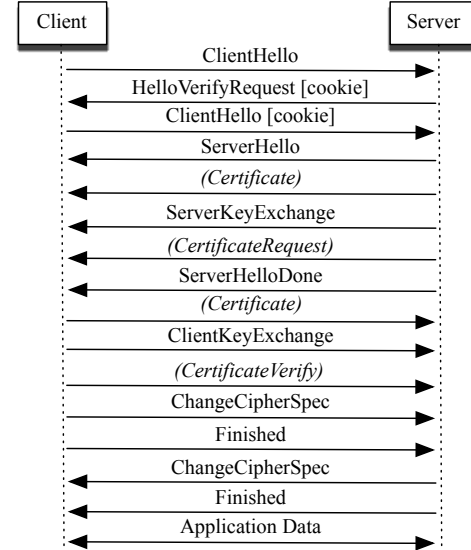 Client
Server
ClientHello
HelloVerifyRequest [cookie]
ClientHello [cookie]
ServerHello
(Certificate)
ServerKeyExchange
(CertificateRequest)
ServerHelloDone
(Certificate)
ClientKeyExchange
(CertificateVerify)
ChangeCipherSpec
Finished
ChangeCipherSpec
Finished
Application Data